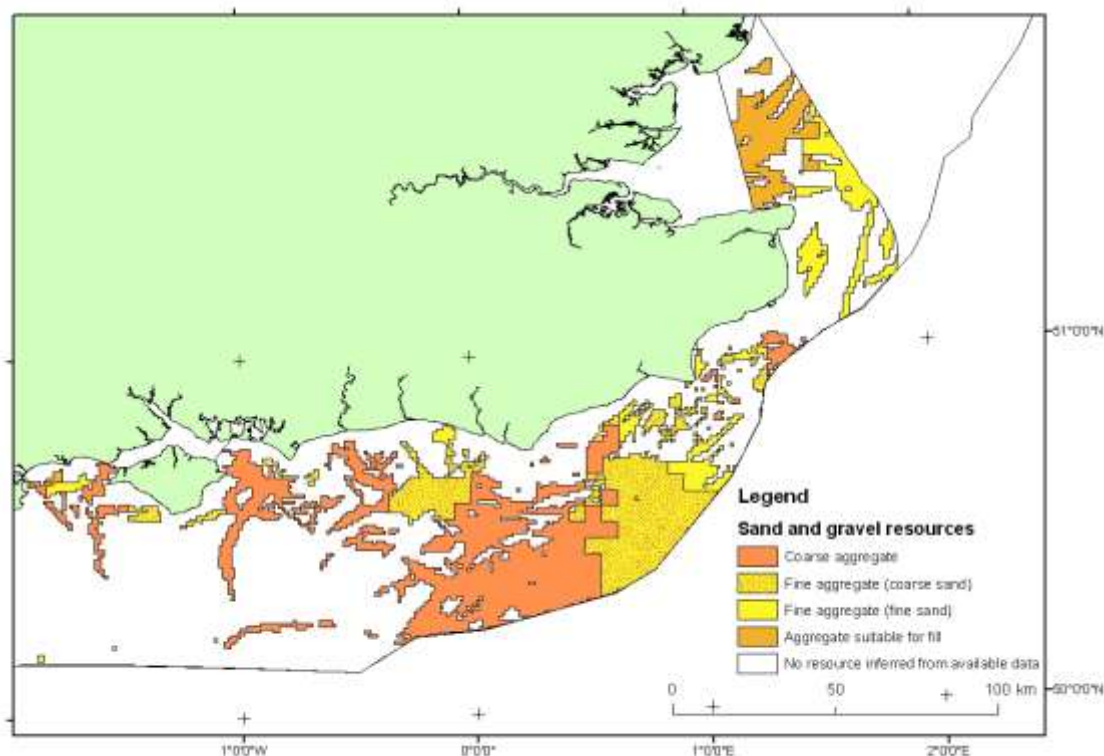 51°0'0"N
Legend
Sand and gravel resources
Coarse aggregate
Fine aggregate (coarse sand)
Fine aggregate (fine sand)
Aggregate suitable for fill
No resource inferred from available data
0 50 100 km
50°0'0"N
1°0'0"W 0°0'0" 1°0'0"E 2°0'0"E